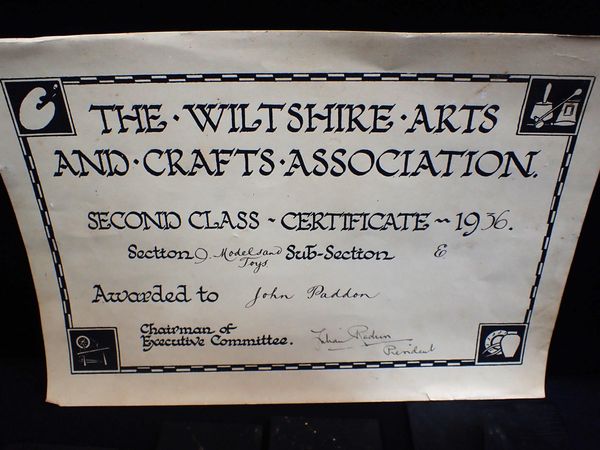 THE · WILTSHIRE · ARTS
AND · CRAFTS · ASSOCIATION.
SECOND CLASS ~ CERTIFICATE ~ 1936.
Section J. Models and Toys Sub-Section E
Awarded to John Paddon
Chairman of
Executive Committee.
President